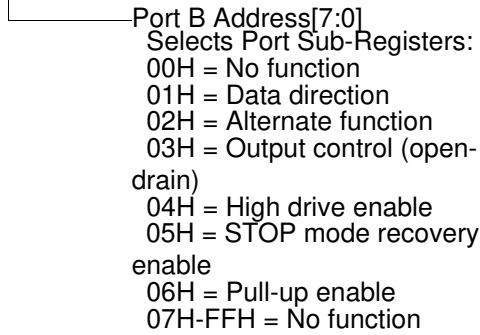 Port B Address[7:0]
Selects Port Sub-Registers:
00H = No function
01H = Data direction
02H = Alternate function
03H = Output control (open-
drain)
04H = High drive enable
05H = STOP mode recovery
enable
06H = Pull-up enable
07H-FFH = No function